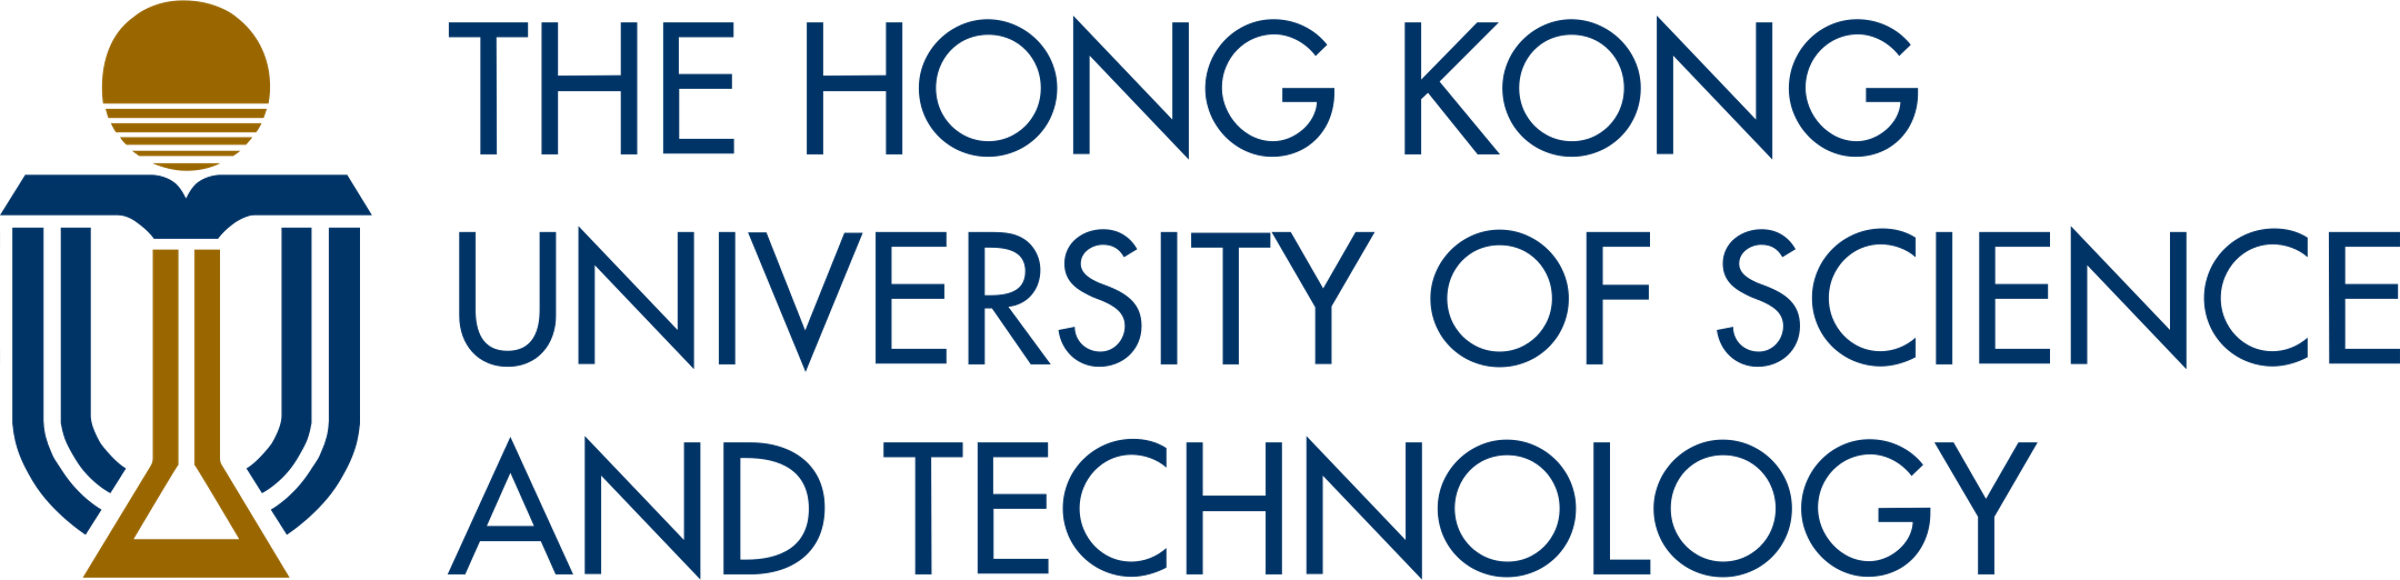 THE HONG KONG
UNIVERSITY OF SCIENCE
AND TECHNOLOGY